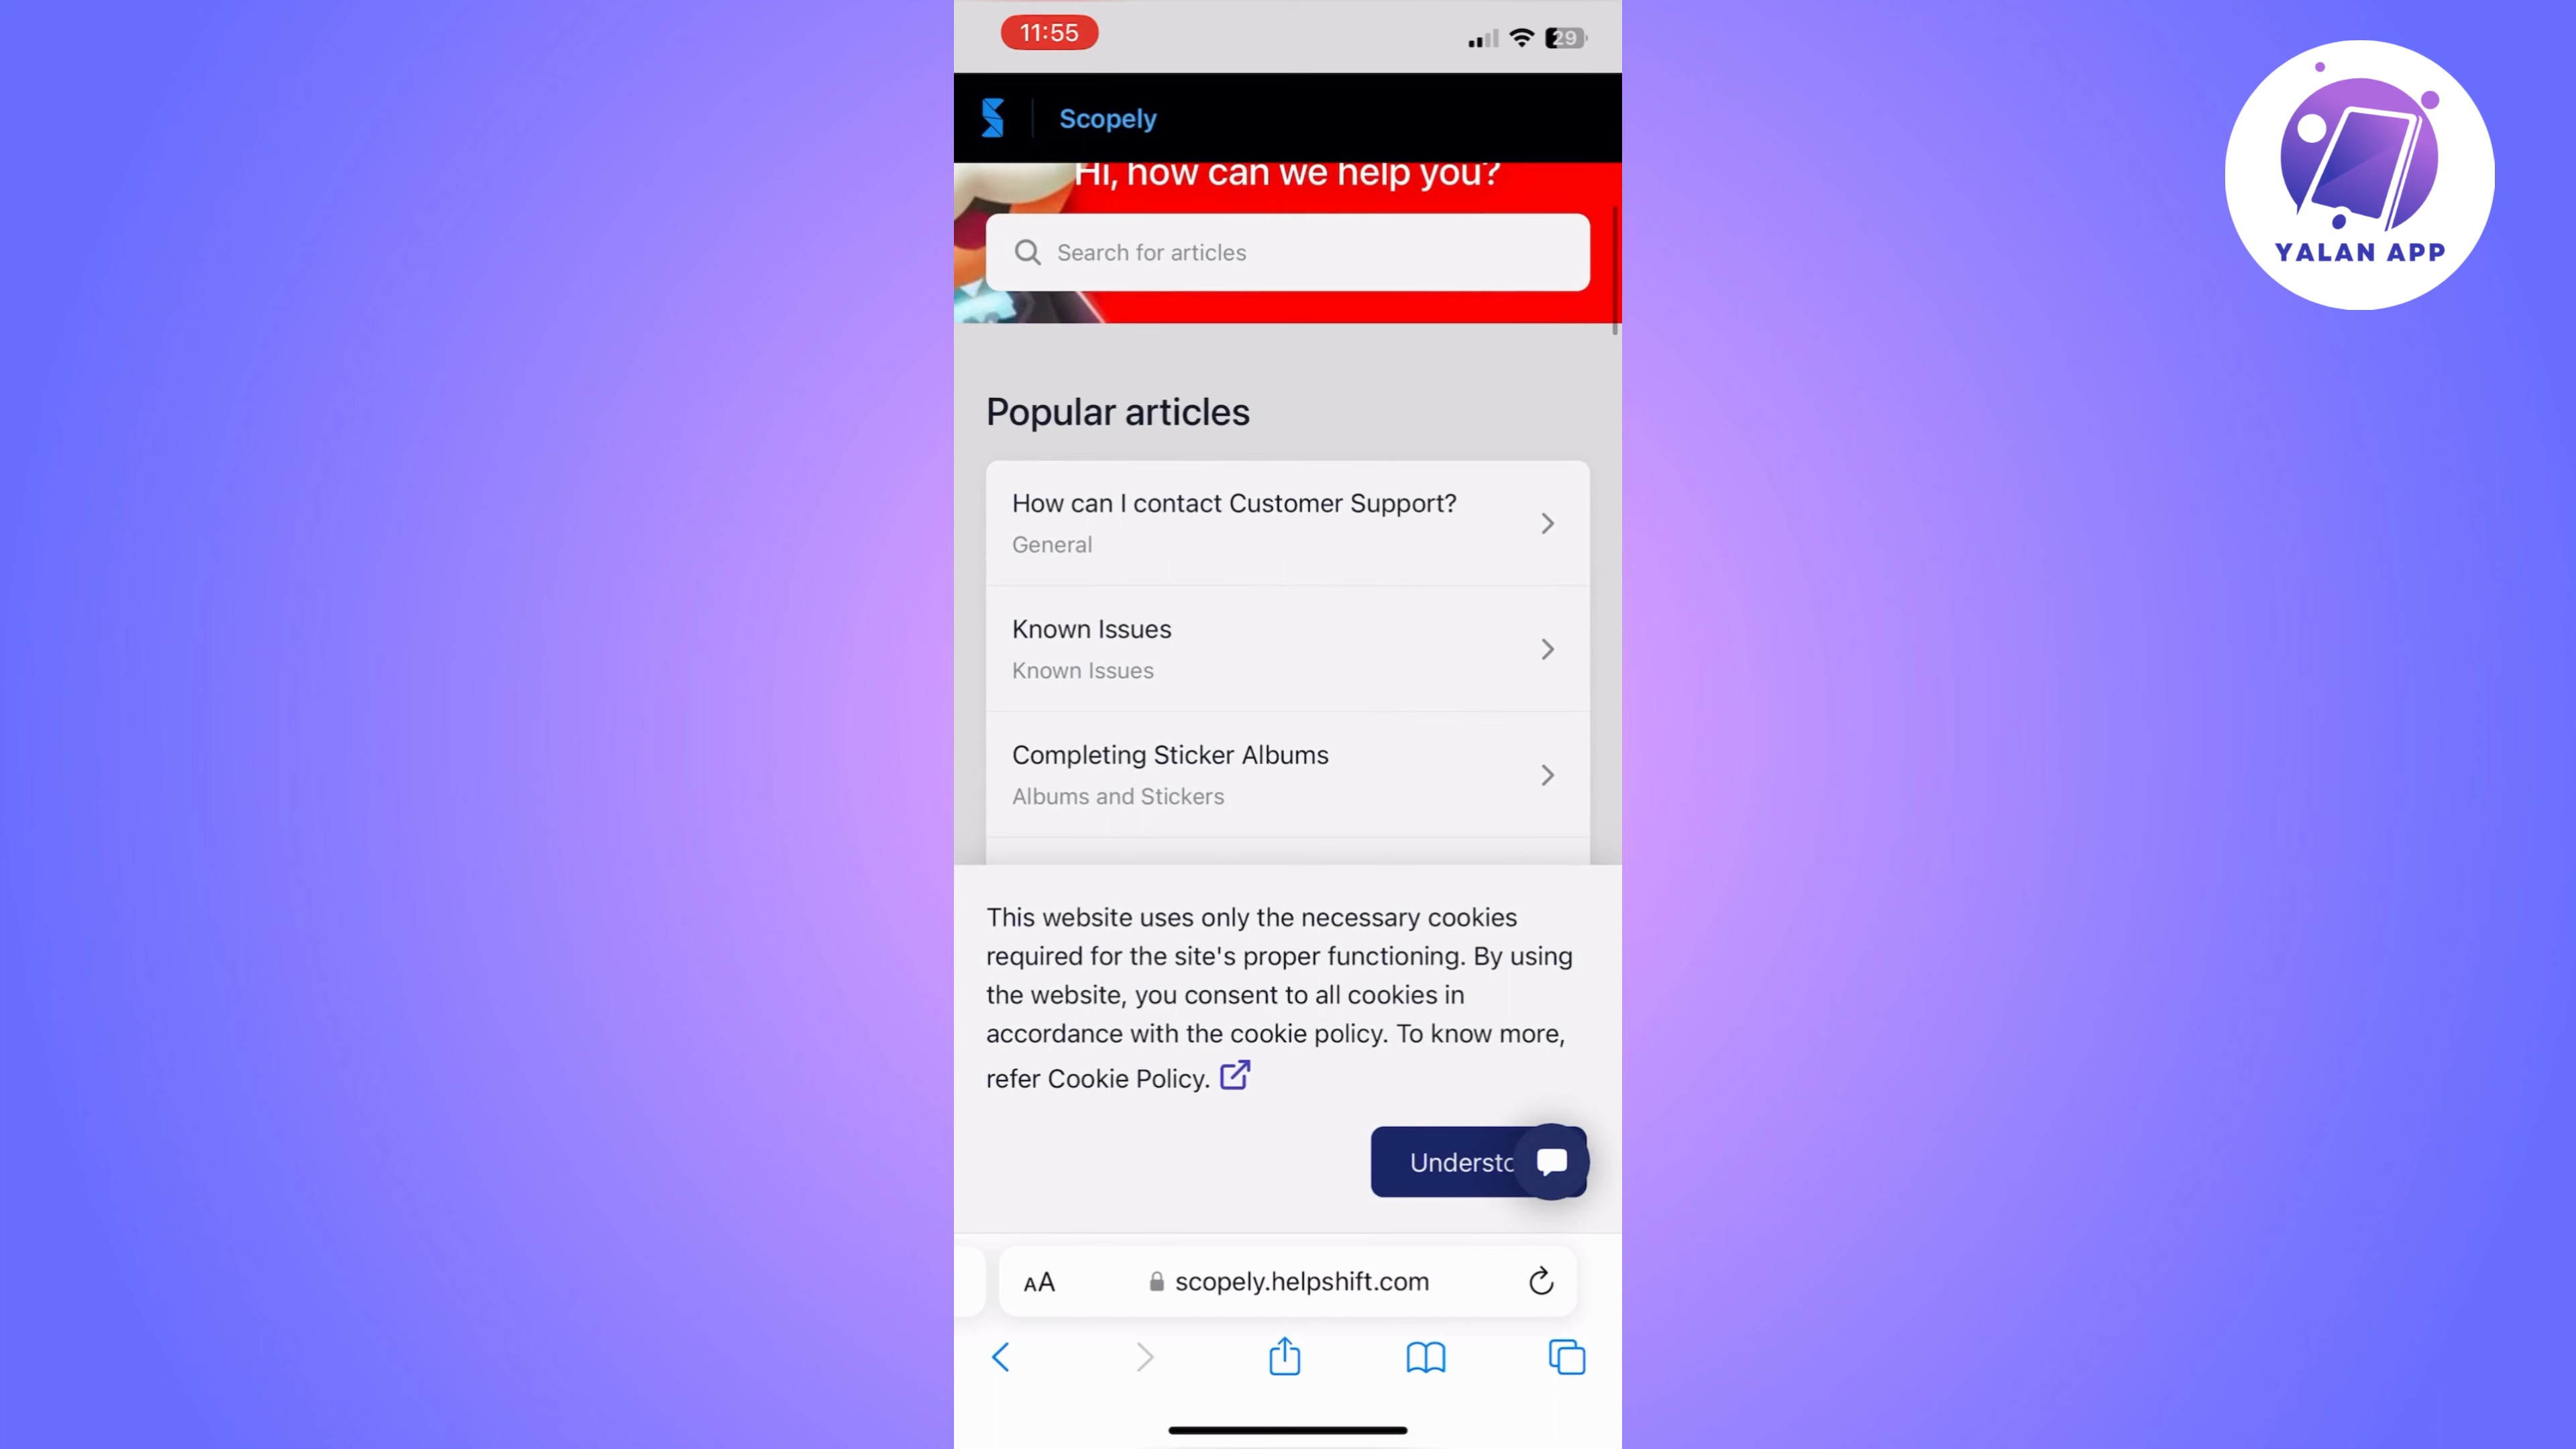 11:55
29
Scopely
Hi, how can we help you?
Search for articles
YALAN APP
Popular articles
How can I contact Customer Support?
General
Known Issues
Known Issues
Completing Sticker Albums
Albums and Stickers
This website uses only the necessary cookies
required for the site's proper functioning. By using
the website, you consent to all cookies in
accordance with the cookie policy. To know more,
refer Cookie Policy.
Understo
AA
scopely.helpshift.com